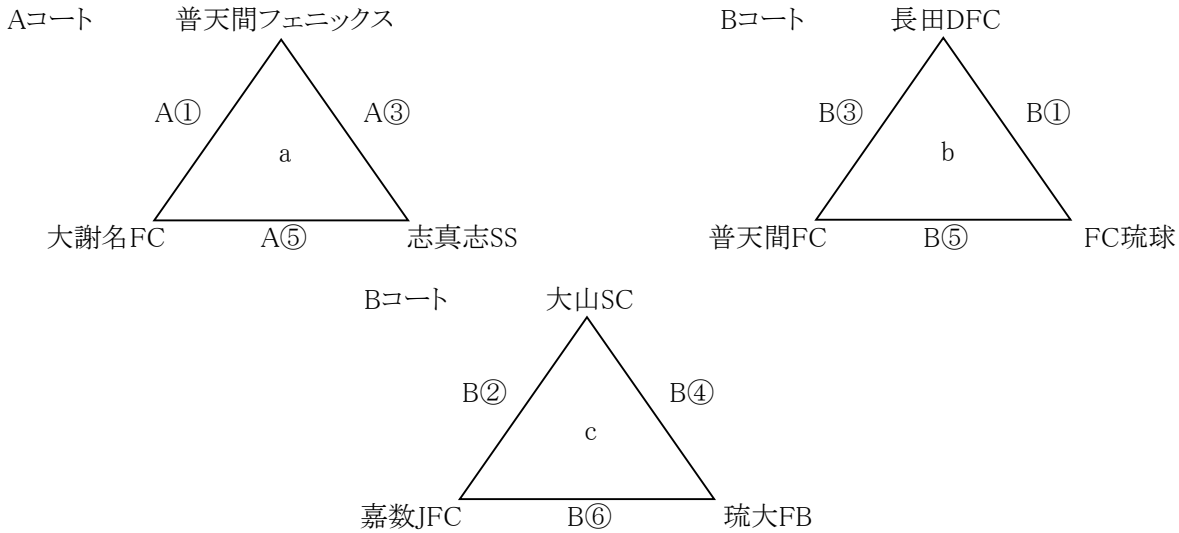 Aコート 普天間フェニックス Bコート 長田DFC
A① A③ B③ B①
a b
大謝名FC A⑤ 志真志SS 普天間FC B⑤ FC琉球
Bコート 大山SC
B② B④
c
嘉数JFC B⑥ 琉大FB